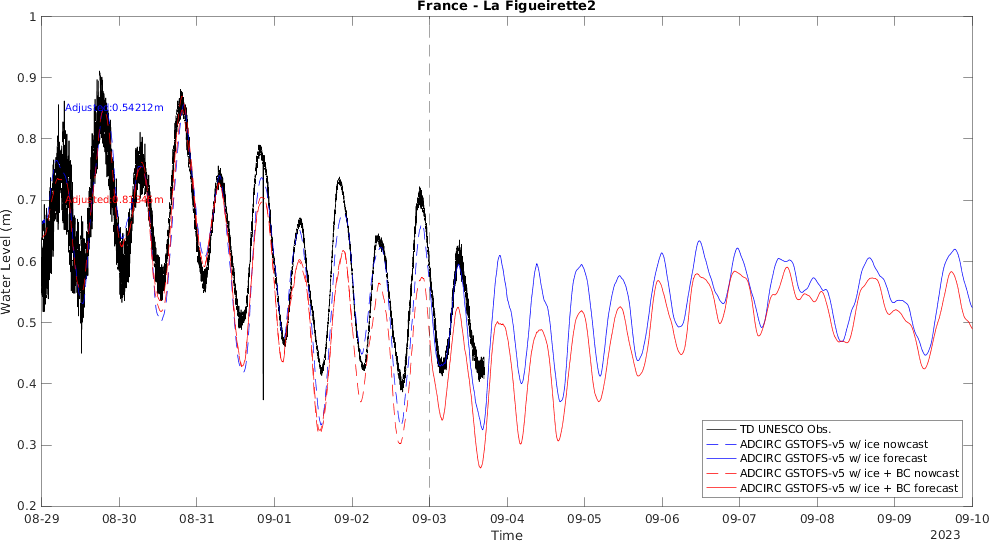 France - La Figueirette2
1
0.9
0.8
0.7
0.6
0.5
0.4
0.3
0.2
Water Level (m)
Adjusted:0.54212m
TD UNESCO Obs.
ADCIRC GSTOFS-v5 w/ ice nowcast
ADCIRC GSTOFS-v5 w/ ice forecast
ADCIRC GSTOFS-v5 w/ ice + BC nowcast
ADCIRC GSTOFS-v5 w/ ice + BC forecast
08-29 08-30 08-31 09-01 09-02 09-03 09-04 09-05 09-06 09-07 09-08 09-09 09-10
Time
2023